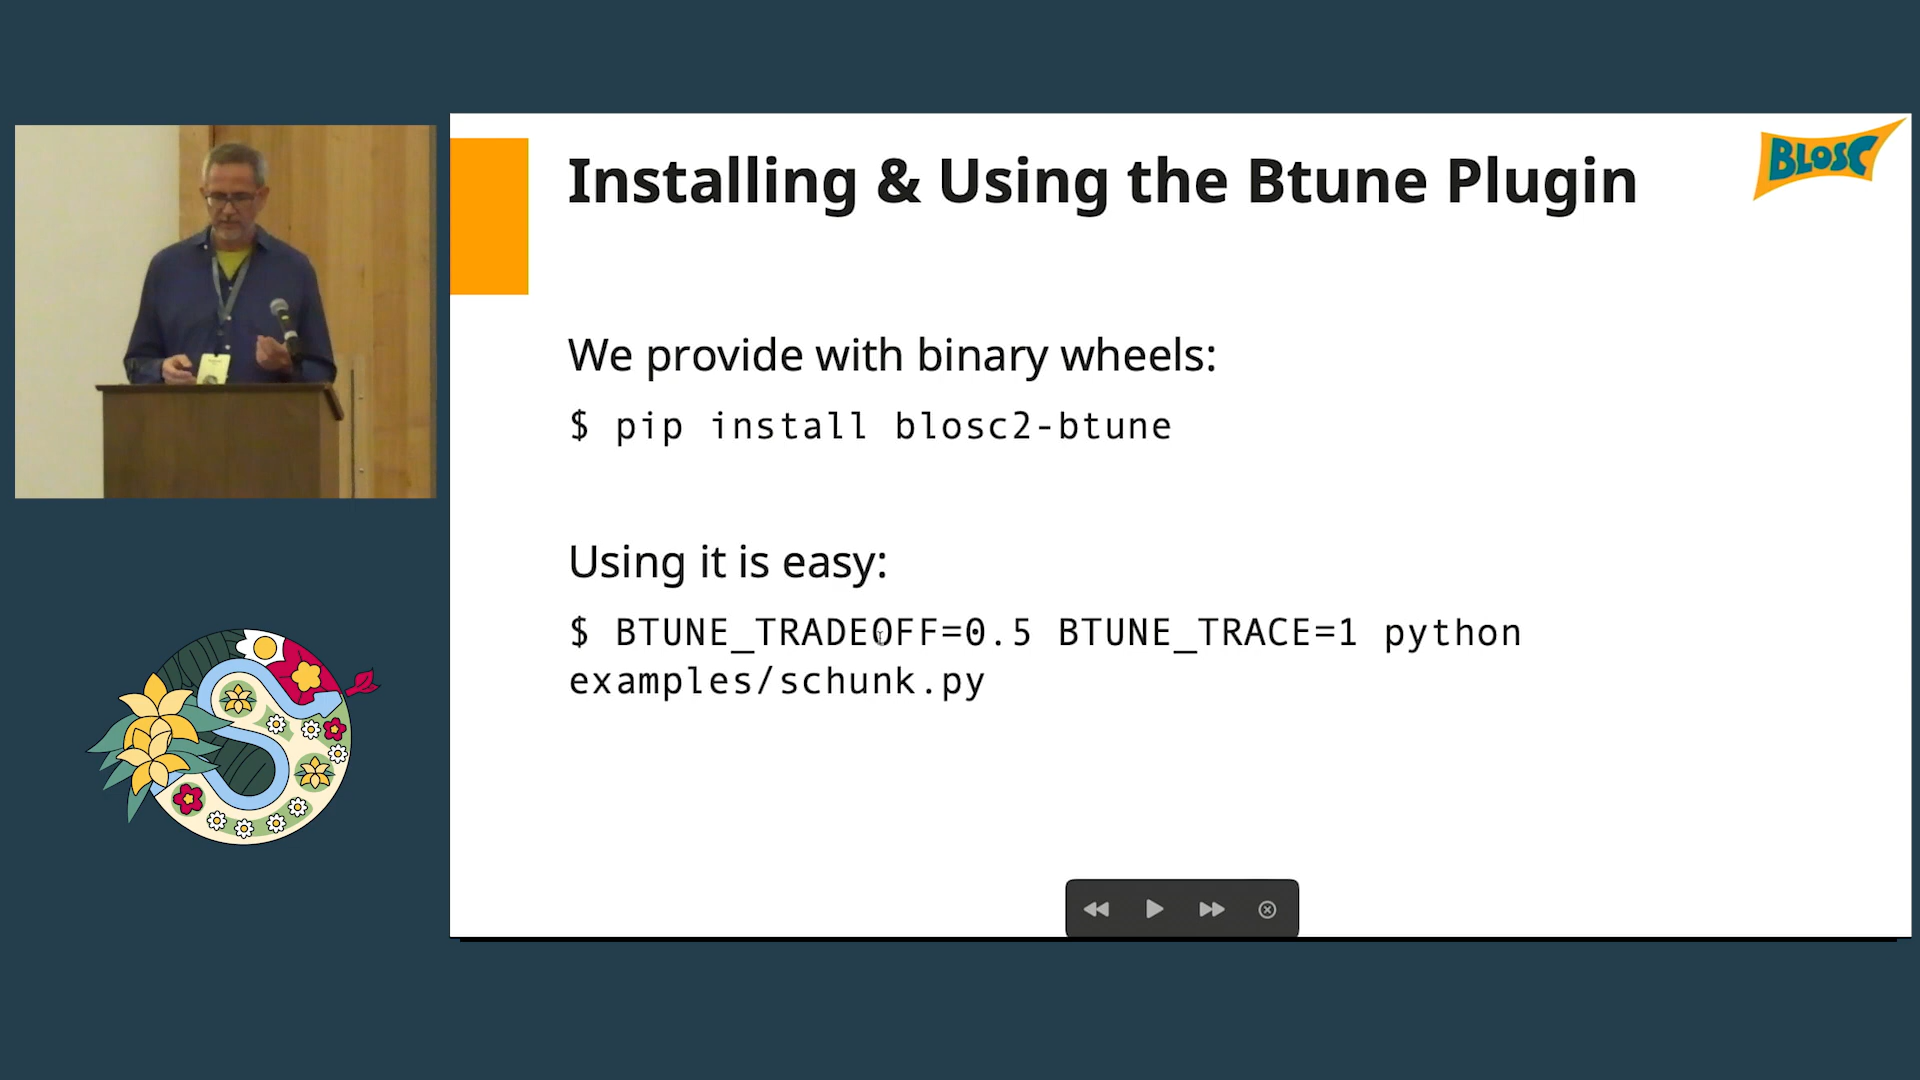 Installing & Using the Btune Plugin
BLOSC
We provide with binary wheels:
$ pip install blosc2-btune
Using it is easy:
$ BTUNE_TRADEOFF=0.5 BTUNE_TRACE=1 python
examples/schunk.py